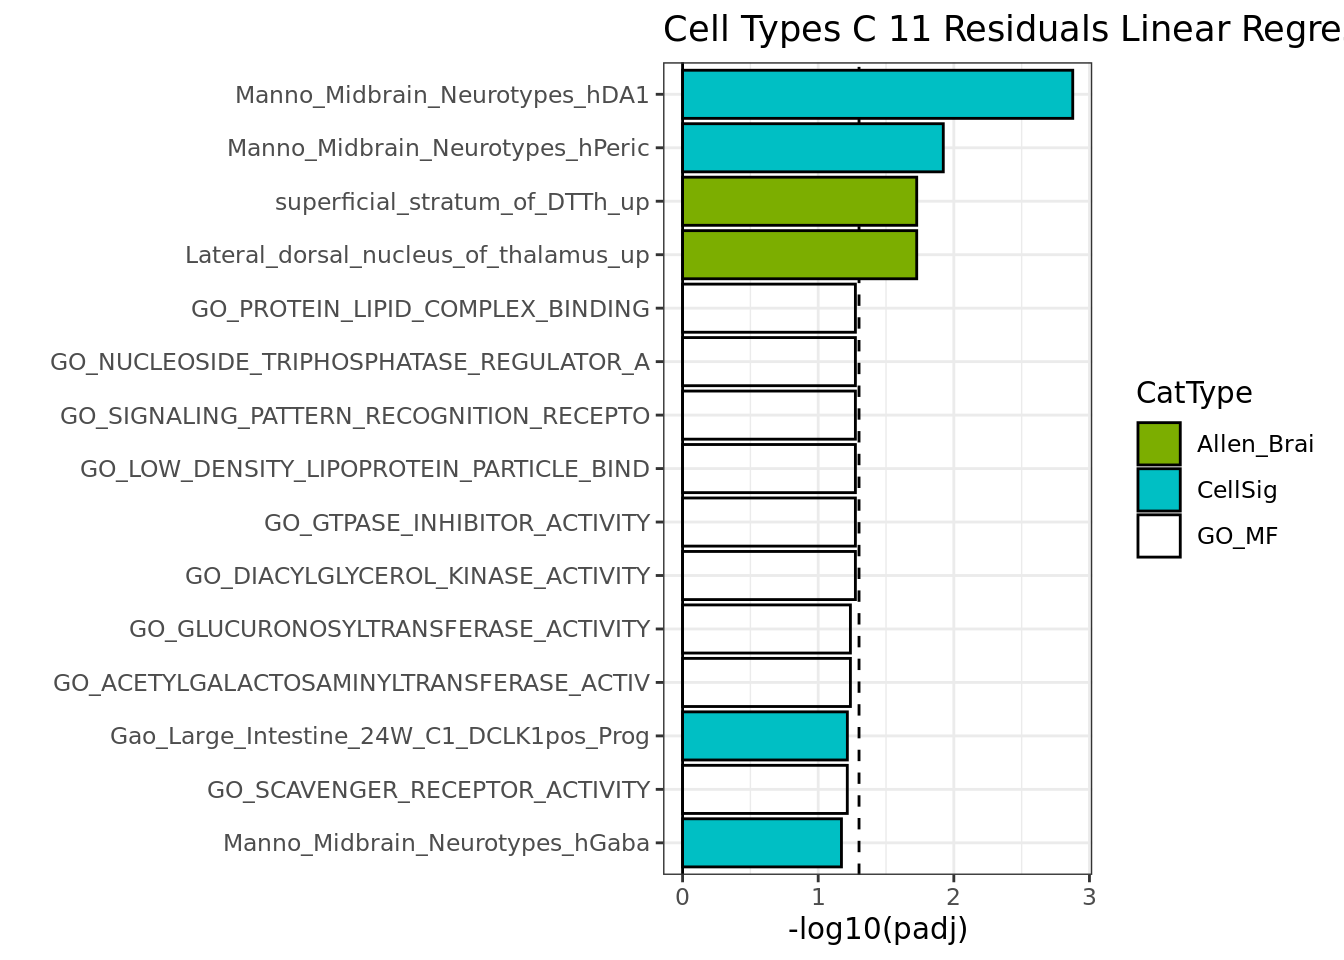 Cell Types C 11 Residuals Linear Regre
Manno_Midbrain_Neurotypes_hDA1
Manno_Midbrain_Neurotypes_hPeric
superficial_stratum_of_DTTh_up
Lateral_dorsal_nucleus_of_thalamus_up
GO_PROTEIN_LIPID_COMPLEX_BINDING
GO_NUCLEOSIDE_TRIPHOSPHATASE_REGULATOR_A
GO_SIGNALING_PATTERN_RECOGNITION_RECEPTO
GO_LOW_DENSITY_LIPOPROTEIN_PARTICLE_BIND
GO_GTPASE_INHIBITOR_ACTIVITY
GO_DIACYLGLYCEROL_KINASE_ACTIVITY
GO_GLUCURONOSYLTRANSFERASE_ACTIVITY
GO_ACETYLGALACTOSAMINYLTRANSFERASE_ACTIV
Gao_Large_Intestine_24W_C1_DCLK1pos_Prog
GO_SCAVENGER_RECEPTOR_ACTIVITY
Manno_Midbrain_Neurotypes_hGaba
0 1 2 3
-log10(padj)
CatType
Allen_Brai
CellSig
GO_MF